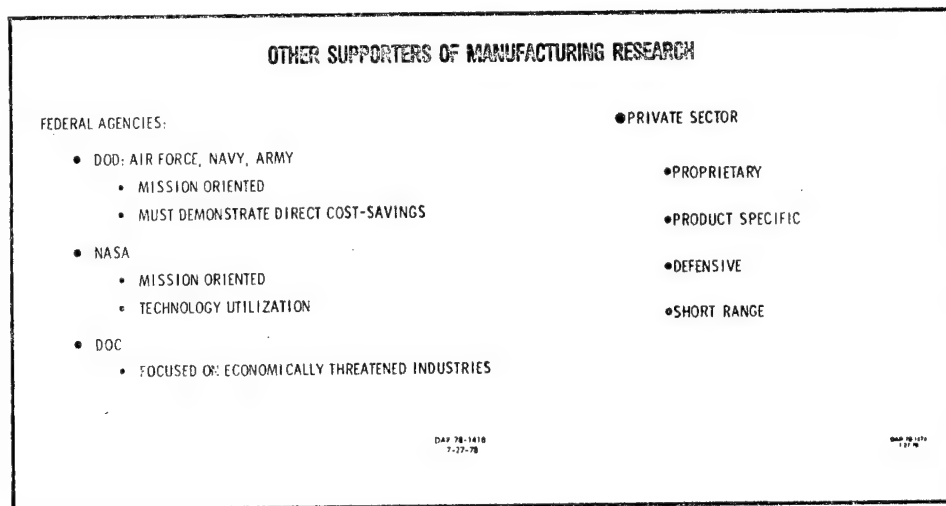 OTHER SUPPORTERS OF MANUFACTURING RESEARCH
FEDERAL AGENCIES:
• DOD: AIR FORCE, NAVY, ARMY
• MISSION ORIENTED
• MUST DEMONSTRATE DIRECT COST-SAVINGS
• NASA
• MISSION ORIENTED
• TECHNOLOGY UTILIZATION
• DOC
• FOCUSED ON ECONOMICALLY THREATENED INDUSTRIES
DAP 78-1418
7-27-78
●PRIVATE SECTOR
●PROPRIETARY
●PRODUCT SPECIFIC
●DEFENSIVE
●SHORT RANGE